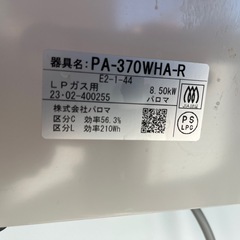 器具名:PA-370WHA-R
E2-1-44
LPガス用 8.50kW
23・02-400255 パロマ
株式会社パロマ
区分C 効率56.3%
区分L 効率210Wh
PS
LPG